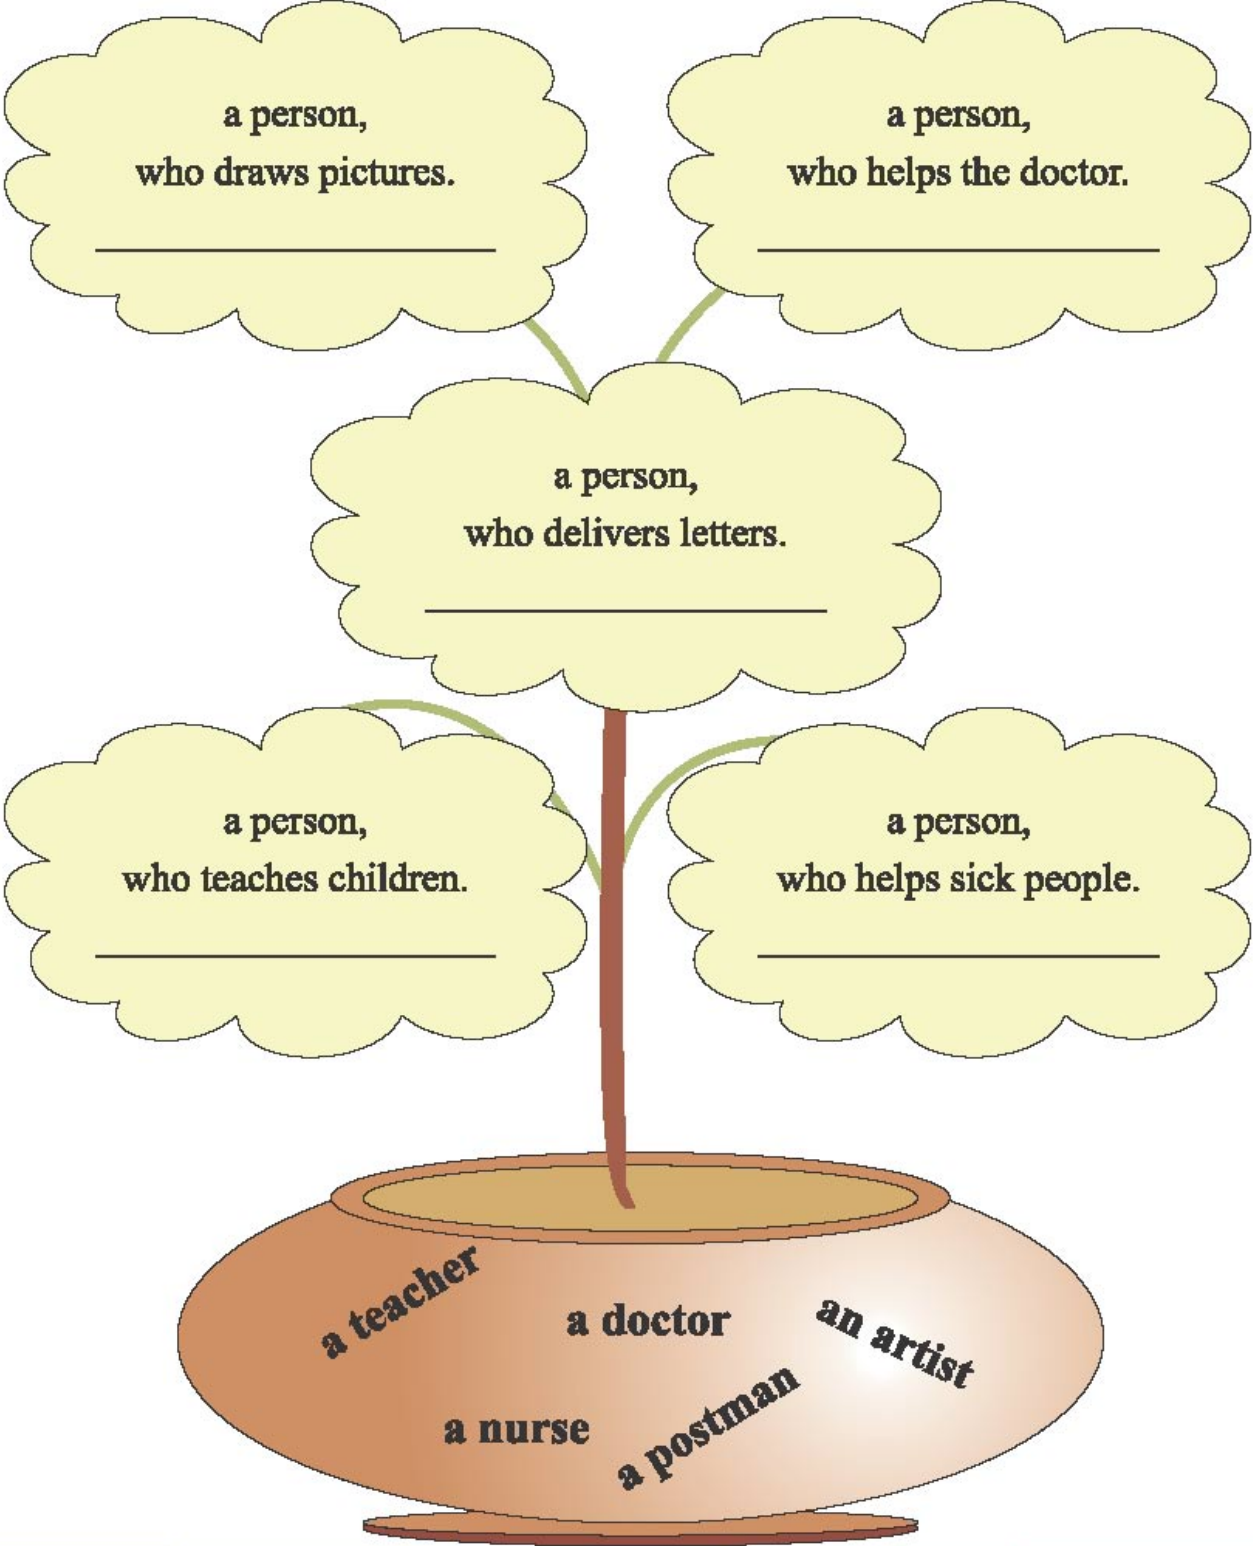 a person,
who draws pictures.
a person,
who helps the doctor.
a person,
who delivers letters.
a person,
who teaches children.
a person,
who helps sick people.
a teacher
a doctor
an artist
a nurse
a postman